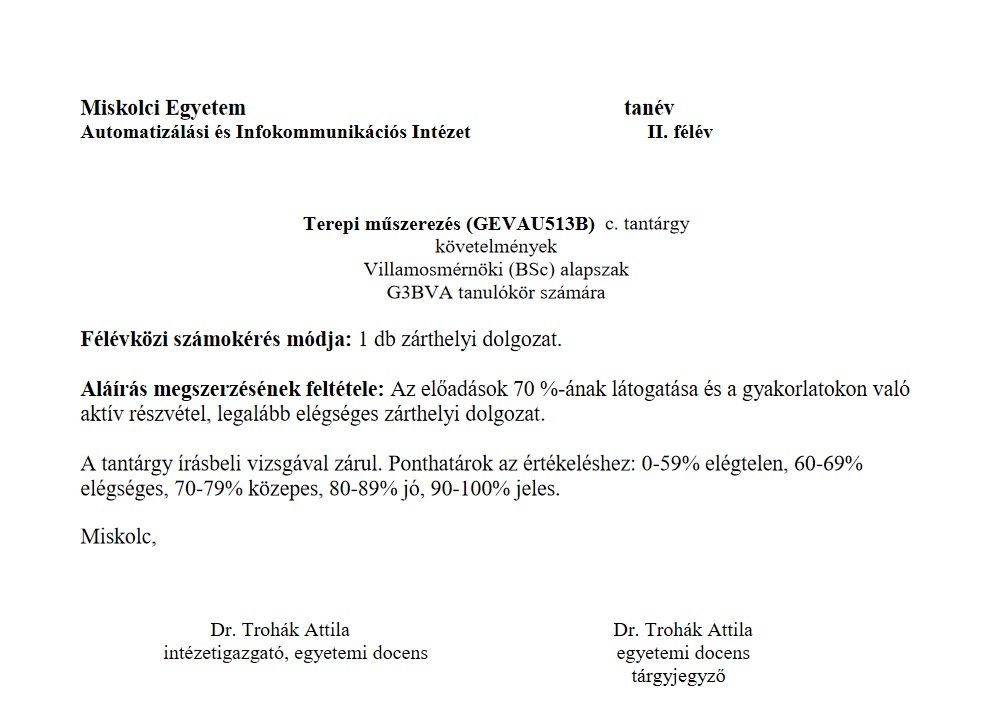 Miskolci Egyetem tanév
Automatizálási és Infokommunikációs Intézet II. félév
Terepi műszerezés (GEVAU513B) c. tantárgy
követelmények
Villamosmérnöki (BSc) alapszak
G3BVA tanulókör számára
Félévközi számokérés módja: 1 db zárthelyi dolgozat.
Aláírás megszerzésének feltétele: Az előadások 70 %-ának látogatása és a gyakorlatokon való
aktív részvétel, legalább elégséges zárthelyi dolgozat.
A tantárgy írásbeli vizsgával zárul. Ponthatárok az értékeléshez: 0-59% elégtelen, 60-69%
elégséges, 70-79% közepes, 80-89% jó, 90-100% jeles.
Miskolc,
Dr. Trohák Attila Dr. Trohák Attila
intézetigazgató, egyetemi docens egyetemi docens
tárgyjegyző